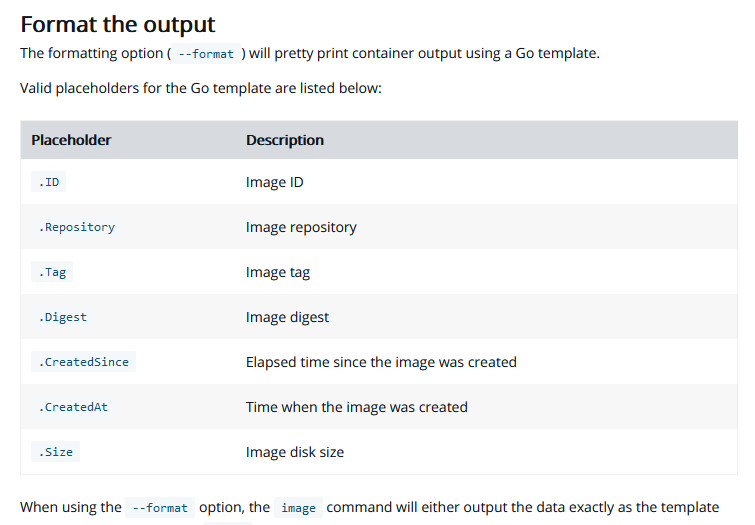 Format the output
The formatting option ( --format ) will pretty print container output using a Go template.
Valid placeholders for the Go template are listed below:
Placeholder Description
.ID Image ID
.Repository Image repository
.Tag Image tag
.Digest Image digest
.CreatedSince Elapsed time since the image was created
.CreatedAt Time when the image was created
.Size Image disk size
When using the --format option, the image command will either output the data exactly as the template